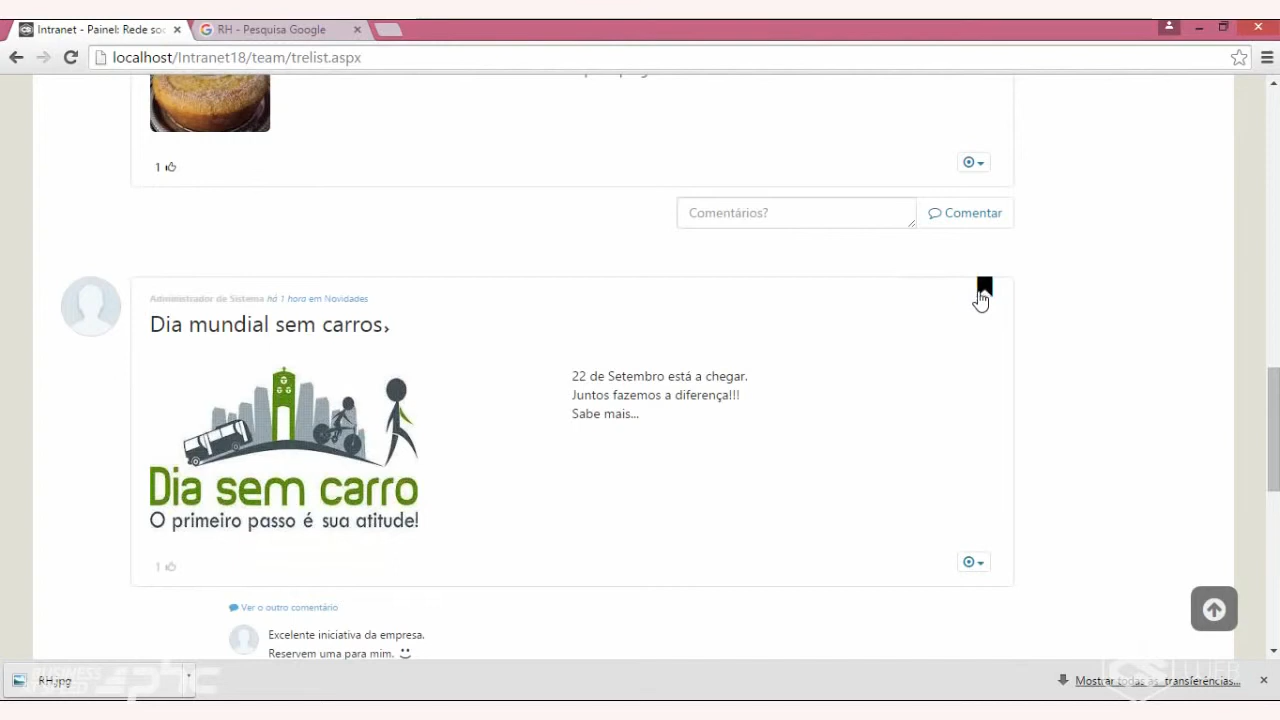 Intranet - Painel: Rede so
RH - Pesquisa Google
localhost/Intranet18/team/trelist.aspx
1
Comentários?
Comentar
Administrador de Sistema há 1 hora em Novidades
Dia mundial sem carros
22 de Setembro está a chegar.
Juntos fazemos a diferença!!!
Sabe mais...
Dia sem carro
O primeiro passo é sua atitude!
1
Ver o outro comentário
Excelente iniciativa da empresa.
Reservem uma para mim.
RH.jpg
Mostrar todas as transferências...